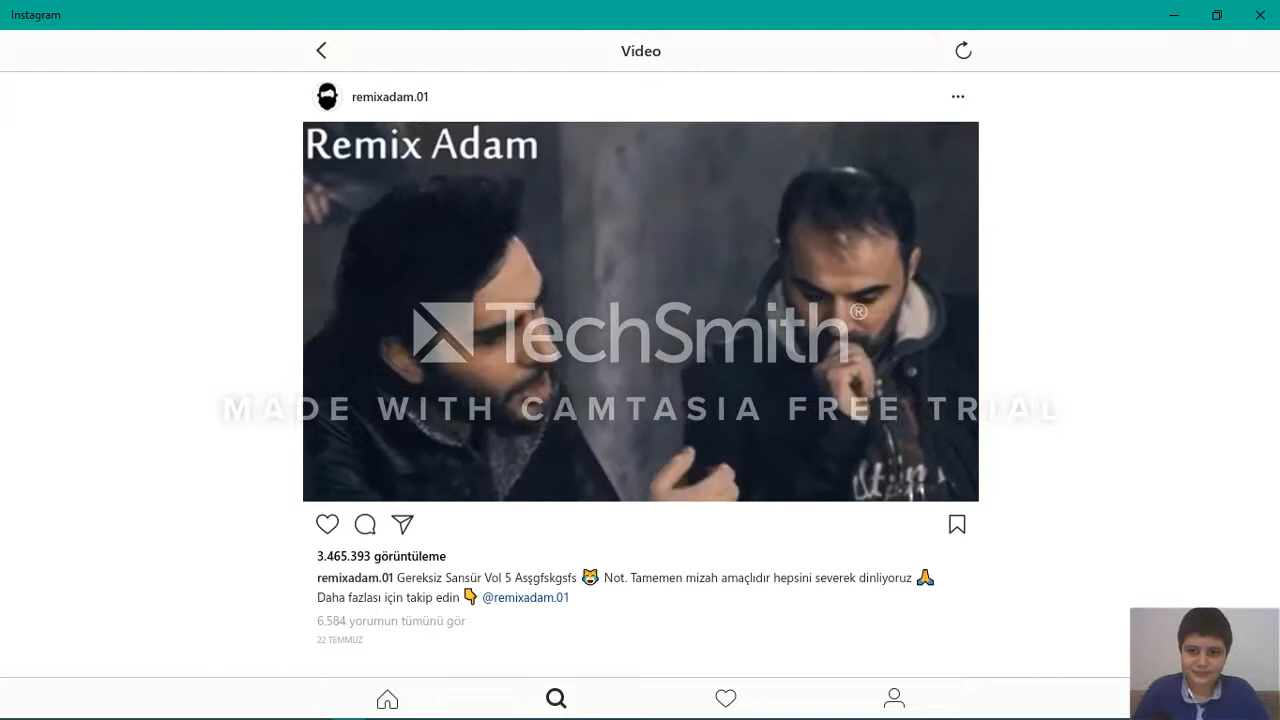 Instagram
Video
remixadam.01
Remix Adam
TechSmith®
MADE WITH CAMTASIA FREE TRIAL
3.465.393 görüntüleme
remixadam.01 Gereksiz Sansür Vol 5 Asşgfskgsfs 😹 Not. Tamemen mizah amaçlıdır hepsini severek dinliyoruz 🙏
Daha fazlası için takip edin 👇 @remixadam.01
6.584 yorumun tümünü gör
22 TEMMUZ